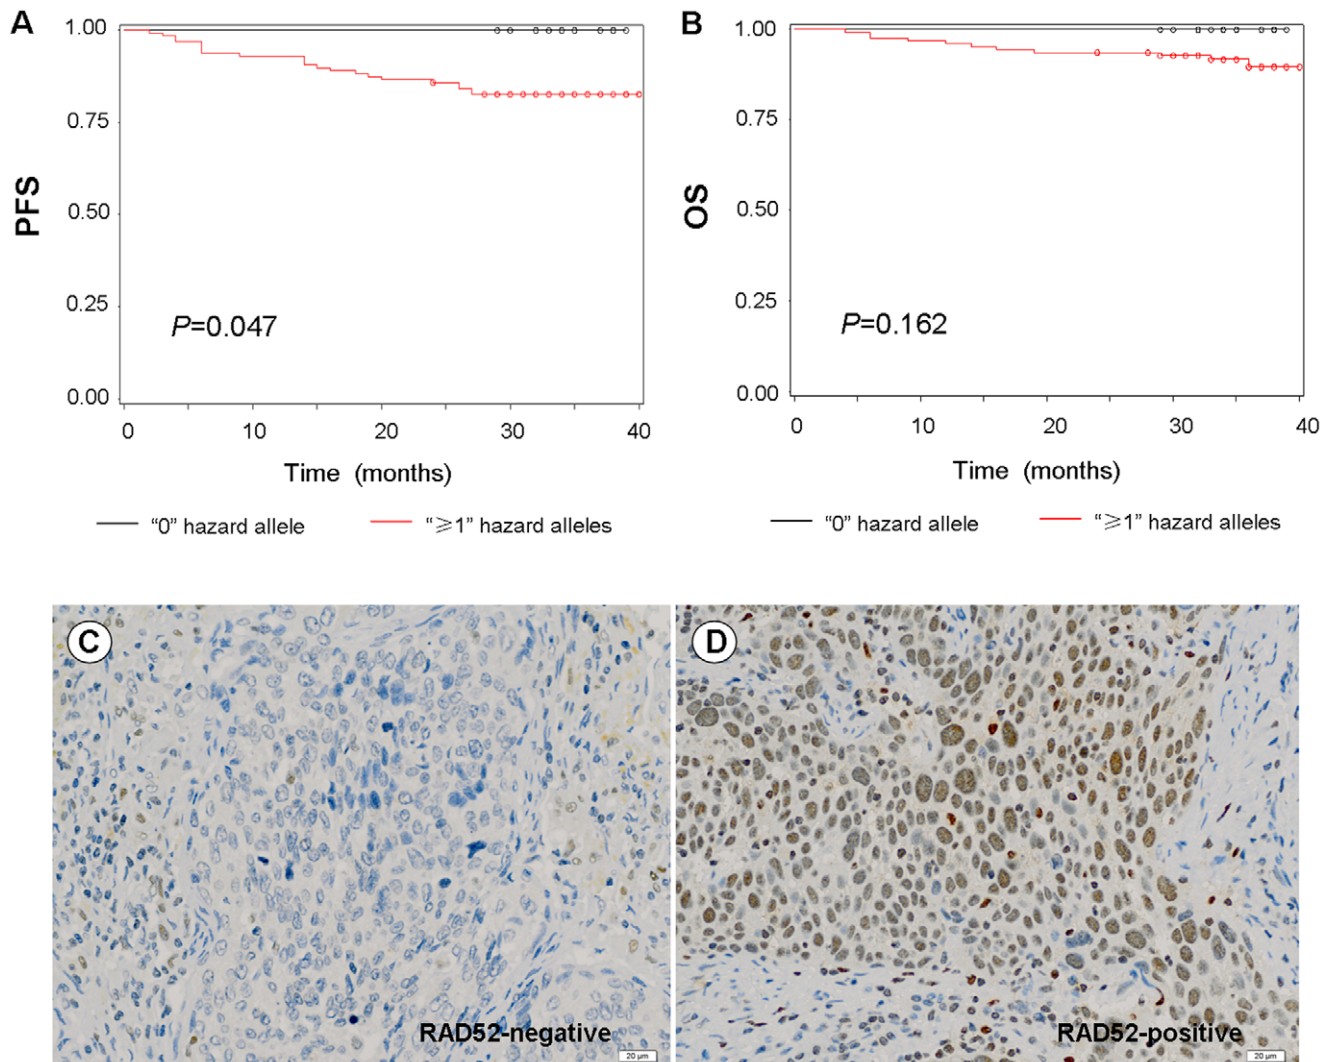 A
1.00
0.75
0.50
0.25
0.00
PFS
P=0.047
0 10 20 30 40
Time (months)
“0” hazard allele “⩾1” hazard alleles
B
1.00
0.75
0.50
0.25
0.00
OS
P=0.162
0 10 20 30 40
Time (months)
“0” hazard allele “⩾1” hazard alleles
C
RAD52-negative
20 µm
D
RAD52-positive
20 µm